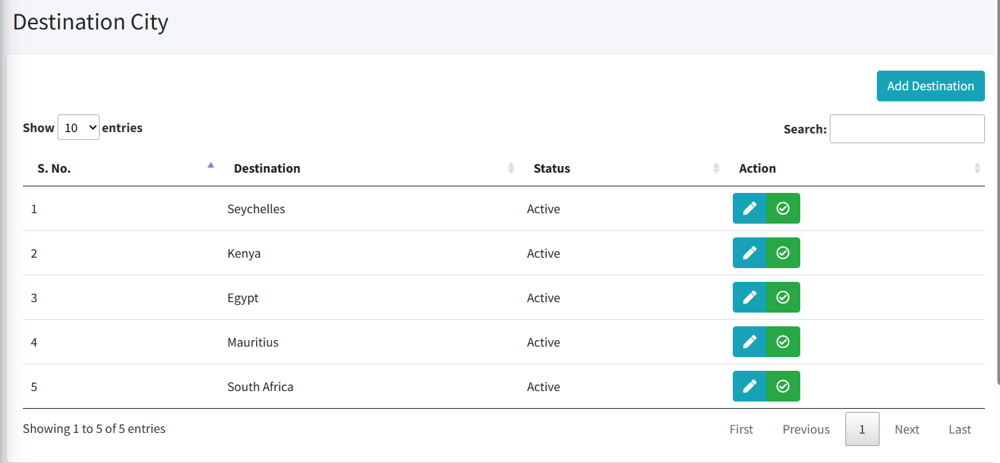 Destination City
Add Destination
Show 10 entries
Search:
S. No. Destination Status Action
1 Seychelles Active
2 Kenya Active
3 Egypt Active
4 Mauritius Active
5 South Africa Active
Showing 1 to 5 of 5 entries
First Previous 1 Next Last